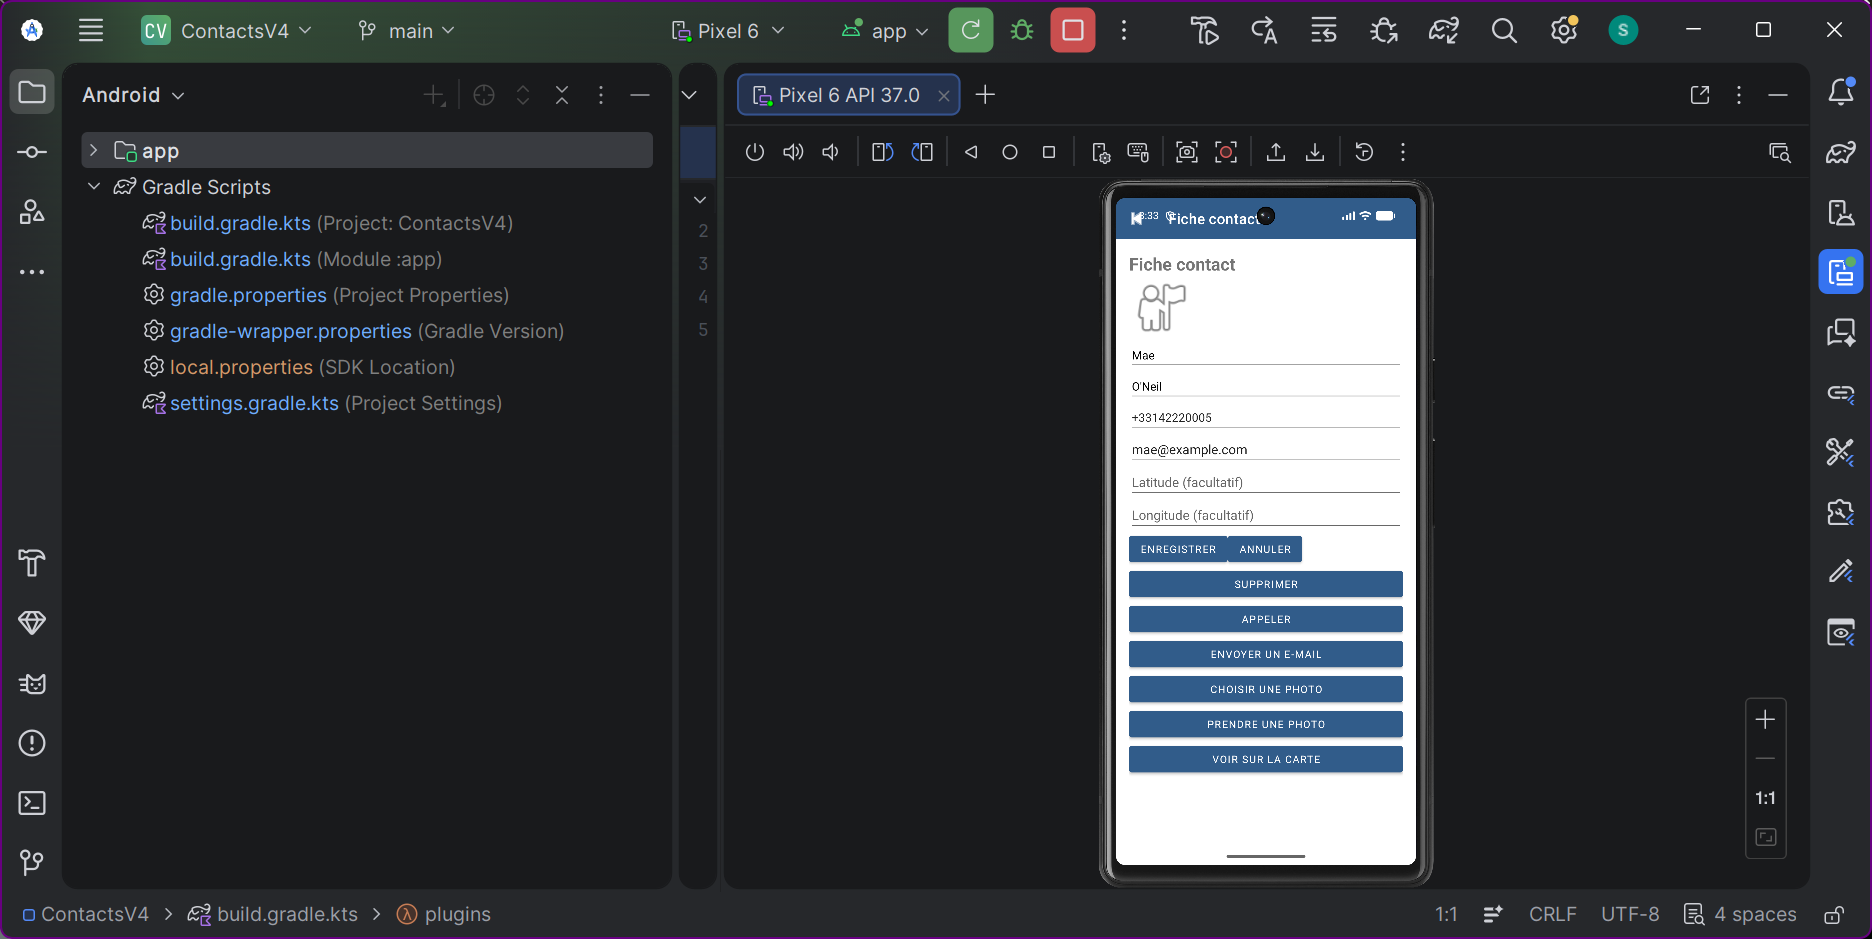 CV ContactsV4 main Pixel 6 app S
Android
Pixel 6 API 37.0
app
Gradle Scripts
build.gradle.kts (Project: ContactsV4)
build.gradle.kts (Module :app)
gradle.properties (Project Properties)
gradle-wrapper.properties (Gradle Version)
local.properties (SDK Location)
settings.gradle.kts (Project Settings)
2
3
4
5
Fiche contact
Fiche contact
Mae
O'Neil
+33142220005
mae@example.com
Latitude (facultatif)
Longitude (facultatif)
ENREGISTRER ANNULER
SUPPRIMER
APPELER
ENVOYER UN E-MAIL
CHOISIR UNE PHOTO
PRENDRE UNE PHOTO
VOIR SUR LA CARTE
1:1
ContactsV4 build.gradle.kts plugins
1:1 CRLF UTF-8 4 spaces